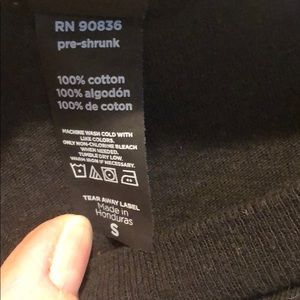 RN 90836
pre-shrunk
100% cotton
100% algodón
100% de coton
MACHINE WASH COLD WITH
LIKE COLORS.
ONLY NON-CHLORINE BLEACH
WHEN NEEDED.
TUMBLE DRY LOW.
WARM IRON IF NECESSARY.
TEAR AWAY LABEL
Made in
Honduras
S